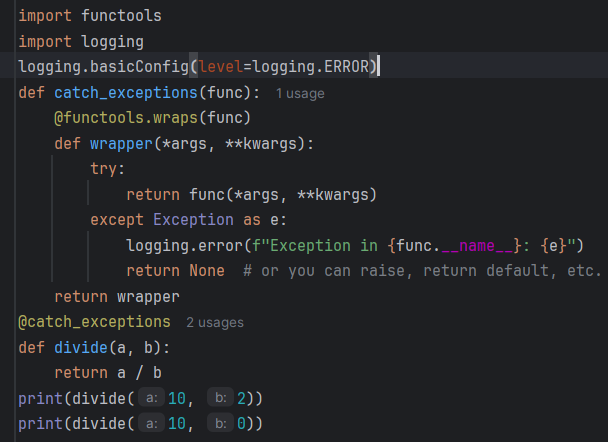 import functools
import logging
logging.basicConfig(level=logging.ERROR)
def catch_exceptions(func): 1 usage
    @functools.wraps(func)
    def wrapper(*args, **kwargs):
        try:
            return func(*args, **kwargs)
        except Exception as e:
            logging.error(f"Exception in {func.__name__}: {e}")
            return None  # or you can raise, return default, etc.
    return wrapper
@catch_exceptions 2 usages
def divide(a, b):
    return a / b
print(divide( a: 10, b: 2))
print(divide( a: 10, b: 0))